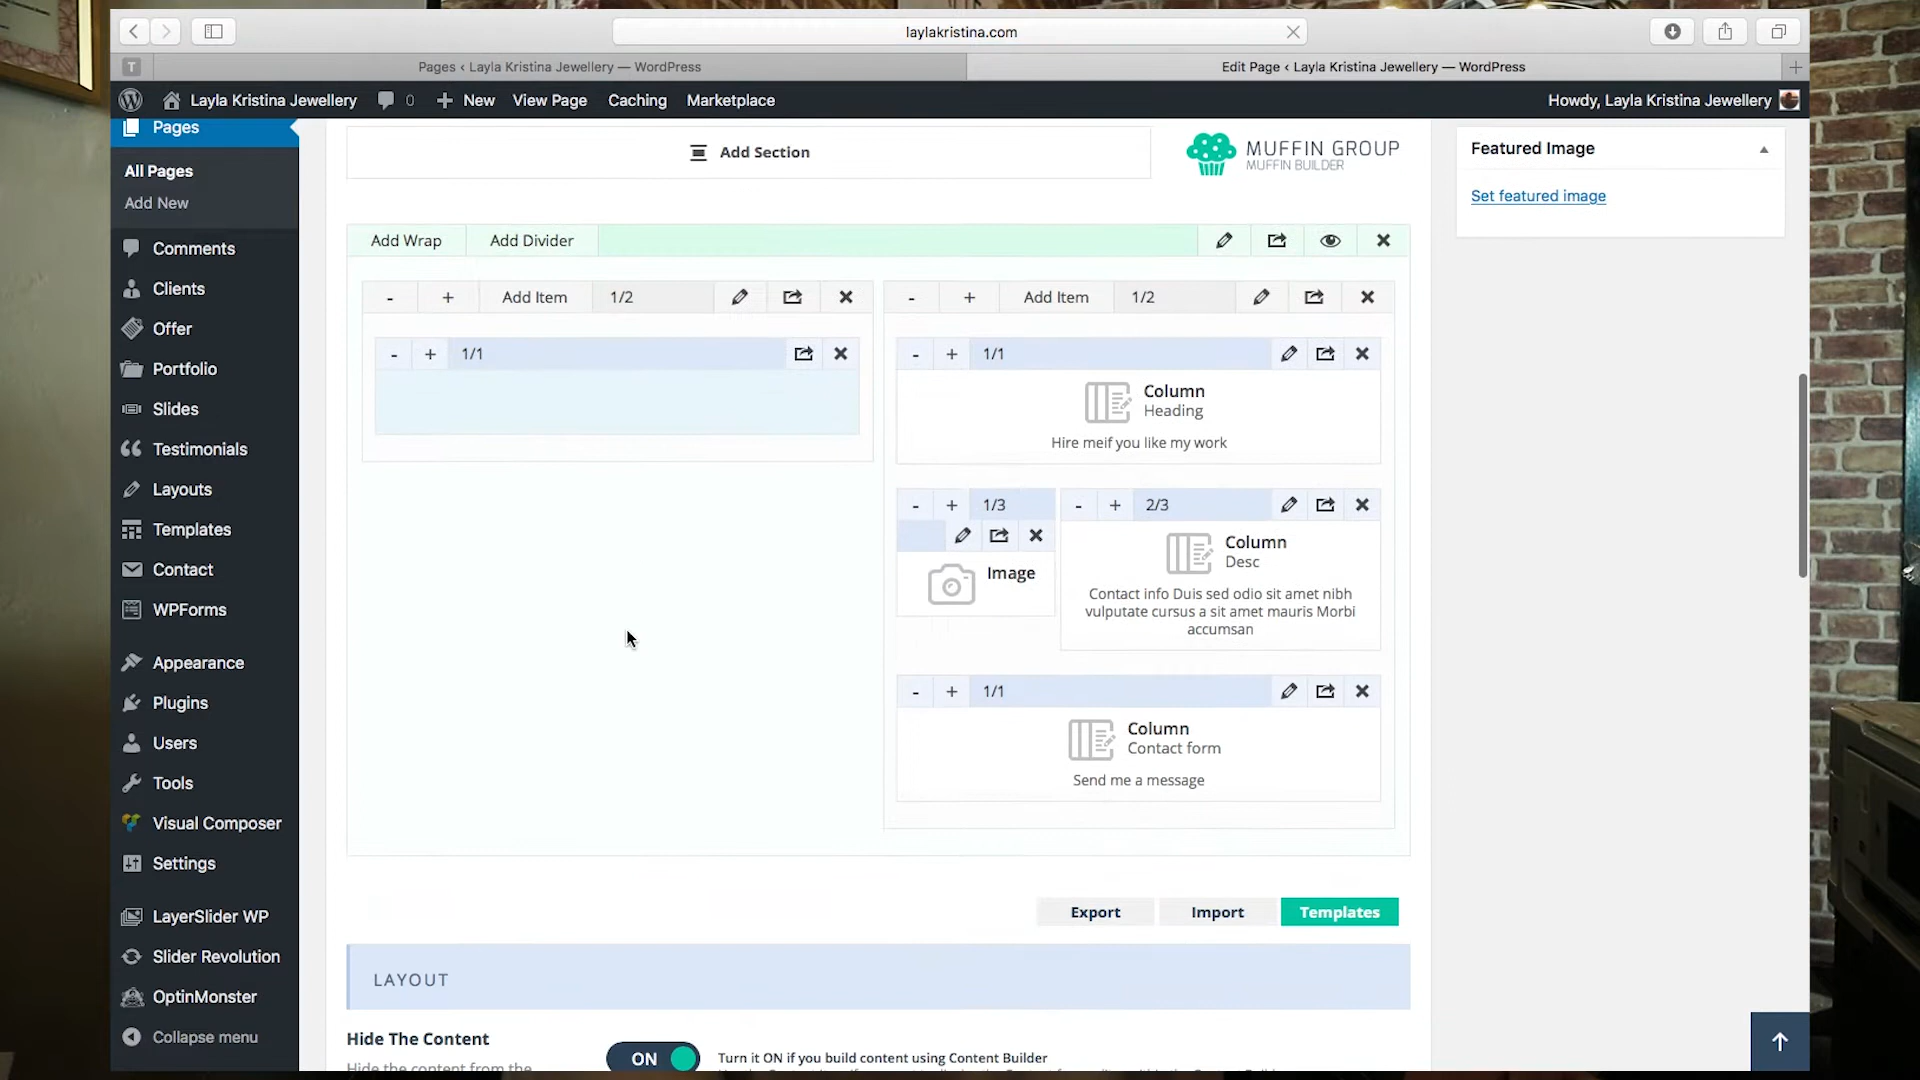 laylakristina.com
T
Pages < Layla Kristina Jewellery — WordPress
Edit Page < Layla Kristina Jewellery — WordPress
Layla Kristina Jewellery
0
New
View Page
Caching
Marketplace
Howdy, Layla Kristina Jewellery
Pages
All Pages
Add New
Comments
Clients
Offer
Portfolio
Slides
Testimonials
Layouts
Templates
Contact
WPForms
Appearance
Plugins
Users
Tools
Visual Composer
Settings
LayerSlider WP
Slider Revolution
OptinMonster
Collapse menu
Add Section
MUFFIN GROUP
MUFFIN BUILDER
Add Wrap
Add Divider
- + Add Item 1/2
- + 1/1
- + Add Item 1/2
- + 1/1
Column
Heading
Hire meif you like my work
- + 1/3
Image
- + 2/3
Column
Desc
Contact info Duis sed odio sit amet nibh
vulputate cursus a sit amet mauris Morbi
accumsan
- + 1/1
Column
Contact form
Send me a message
Export
Import
Templates
LAYOUT
Hide The Content
Hide the content from the
ON
Turn it ON if you build content using Content Builder
Featured Image
Set featured image